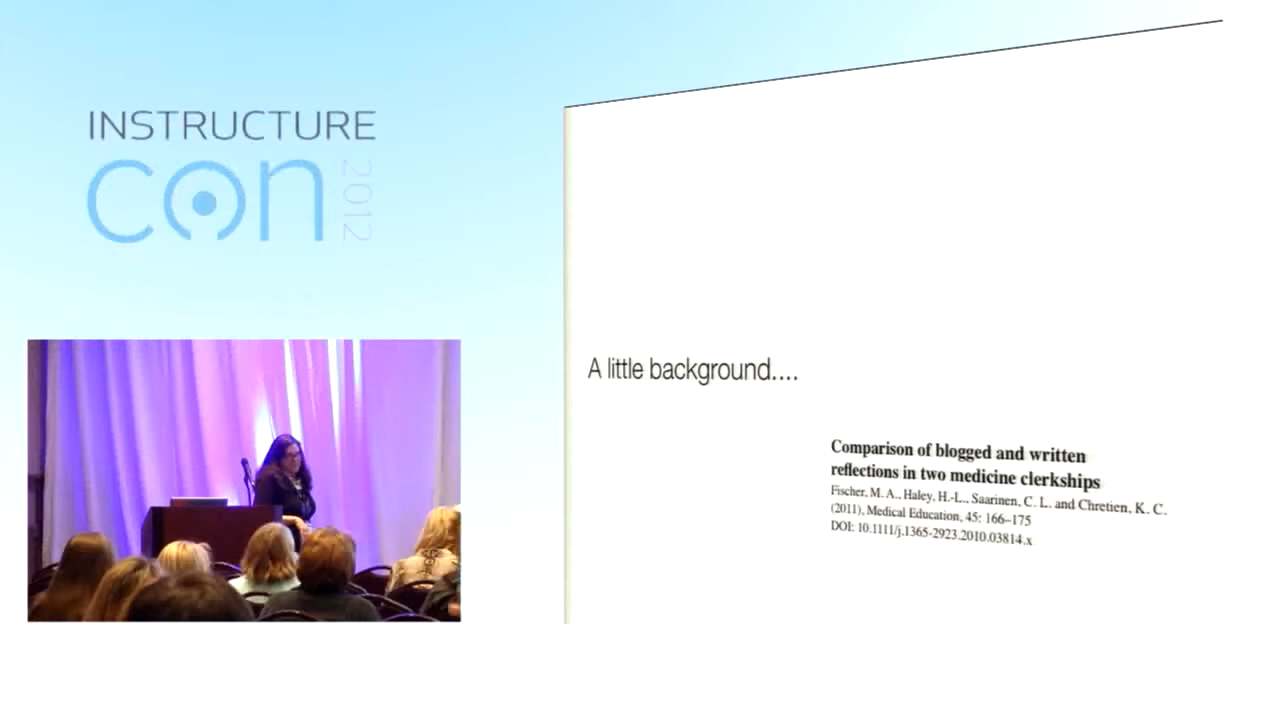 INSTRUCTURE
con 2012
A little background....
Comparison of blogged and written
reflections in two medicine clerkships
Fischer, M. A., Haley, H.-L., Saarinen, C. L. and Chretien, K. C.
(2011), Medical Education, 45: 166–175
DOI: 10.1111/j.1365-2923.2010.03814.x